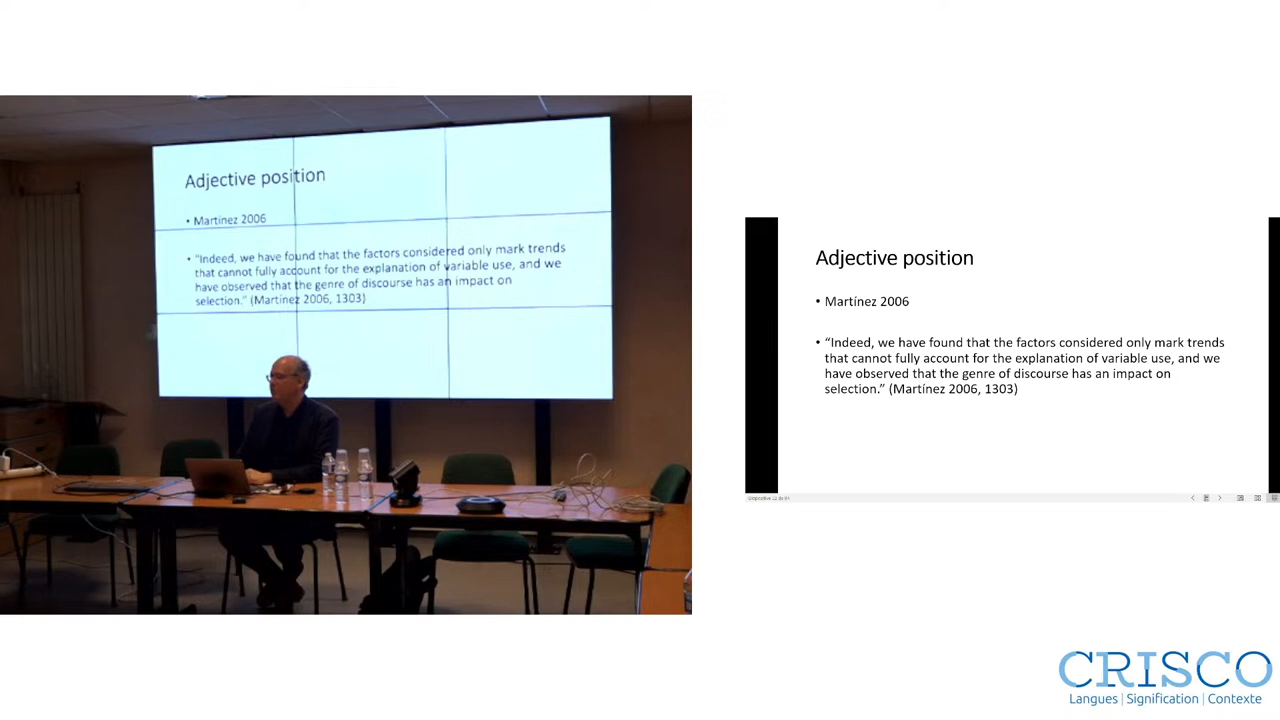 Adjective position
• Martínez 2006
• “Indeed, we have found that the factors considered only mark trends
that cannot fully account for the explanation of variable use, and we
have observed that the genre of discourse has an impact on
selection.” (Martínez 2006, 1303)
Adjective position
• Martínez 2006
• “Indeed, we have found that the factors considered only mark trends
that cannot fully account for the explanation of variable use, and we
have observed that the genre of discourse has an impact on
selection.” (Martínez 2006, 1303)
CRISCO
Langues | Signification | Contexte